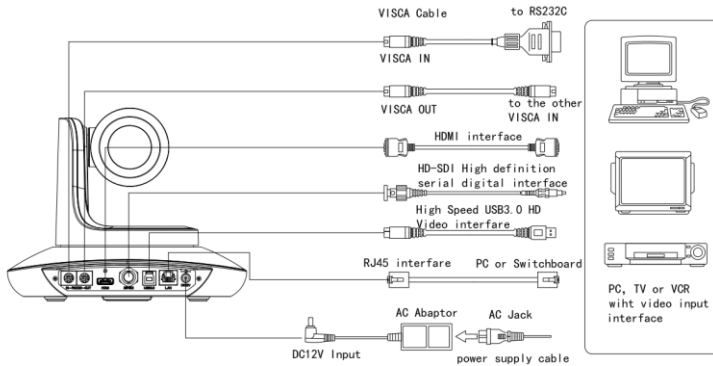 VISCA Cable
to RS232C
VISCA IN
VISCA OUT
to the other
VISCA IN
HDMI interface
HD-SDI High definition
serial digital interface
High Speed USB3.0 HD
Video interfare
RJ45 interfare
PC or Switchboard
AC Abaptor
AC Jack
DC12V Input
power supply cable
PC, TV or VCR
wiht video input
interface